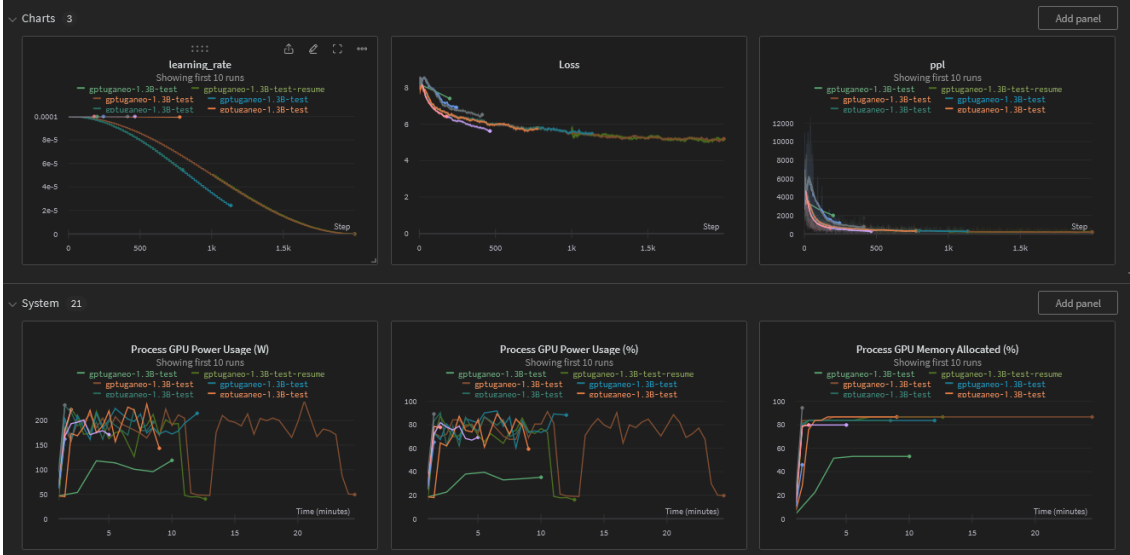 Charts 3
Add panel
learning_rate
Showing first 10 runs
gptuganeo-1.3B-test gptuganeo-1.3B-test-resume
gptuganeo-1.3B-test gptuganeo-1.3B-test
gptuganeo-1.3B-test gptuganeo-1.3B-test
0.0001
8e-5
6e-5
4e-5
2e-5
0
Step
0 500 1k 1.5k
Loss
8
6
4
2
0
Step
0 500 1k 1.5k
ppl
Showing first 10 runs
gptuganeo-1.3B-test gptuganeo-1.3B-test-resume
gptuganeo-1.3B-test gptuganeo-1.3B-test
gptuganeo-1.3B-test gptuganeo-1.3B-test
12000
10000
8000
6000
4000
2000
0
Step
0 500 1k 1.5k
System 21
Add panel
Process GPU Power Usage (W)
Showing first 10 runs
gptuganeo-1.3B-test gptuganeo-1.3B-test-resume
gptuganeo-1.3B-test gptuganeo-1.3B-test
gptuganeo-1.3B-test gptuganeo-1.3B-test
200
150
100
50
0
Time (minutes)
5 10 15 20
Process GPU Power Usage (%)
Showing first 10 runs
gptuganeo-1.3B-test gptuganeo-1.3B-test-resume
gptuganeo-1.3B-test gptuganeo-1.3B-test
gptuganeo-1.3B-test gptuganeo-1.3B-test
100
80
60
40
20
0
Time (minutes)
5 10 15 20
Process GPU Memory Allocated (%)
Showing first 10 runs
gptuganeo-1.3B-test gptuganeo-1.3B-test-resume
gptuganeo-1.3B-test gptuganeo-1.3B-test
gptuganeo-1.3B-test gptuganeo-1.3B-test
100
80
60
40
20
0
Time (minutes)
5 10 15 20